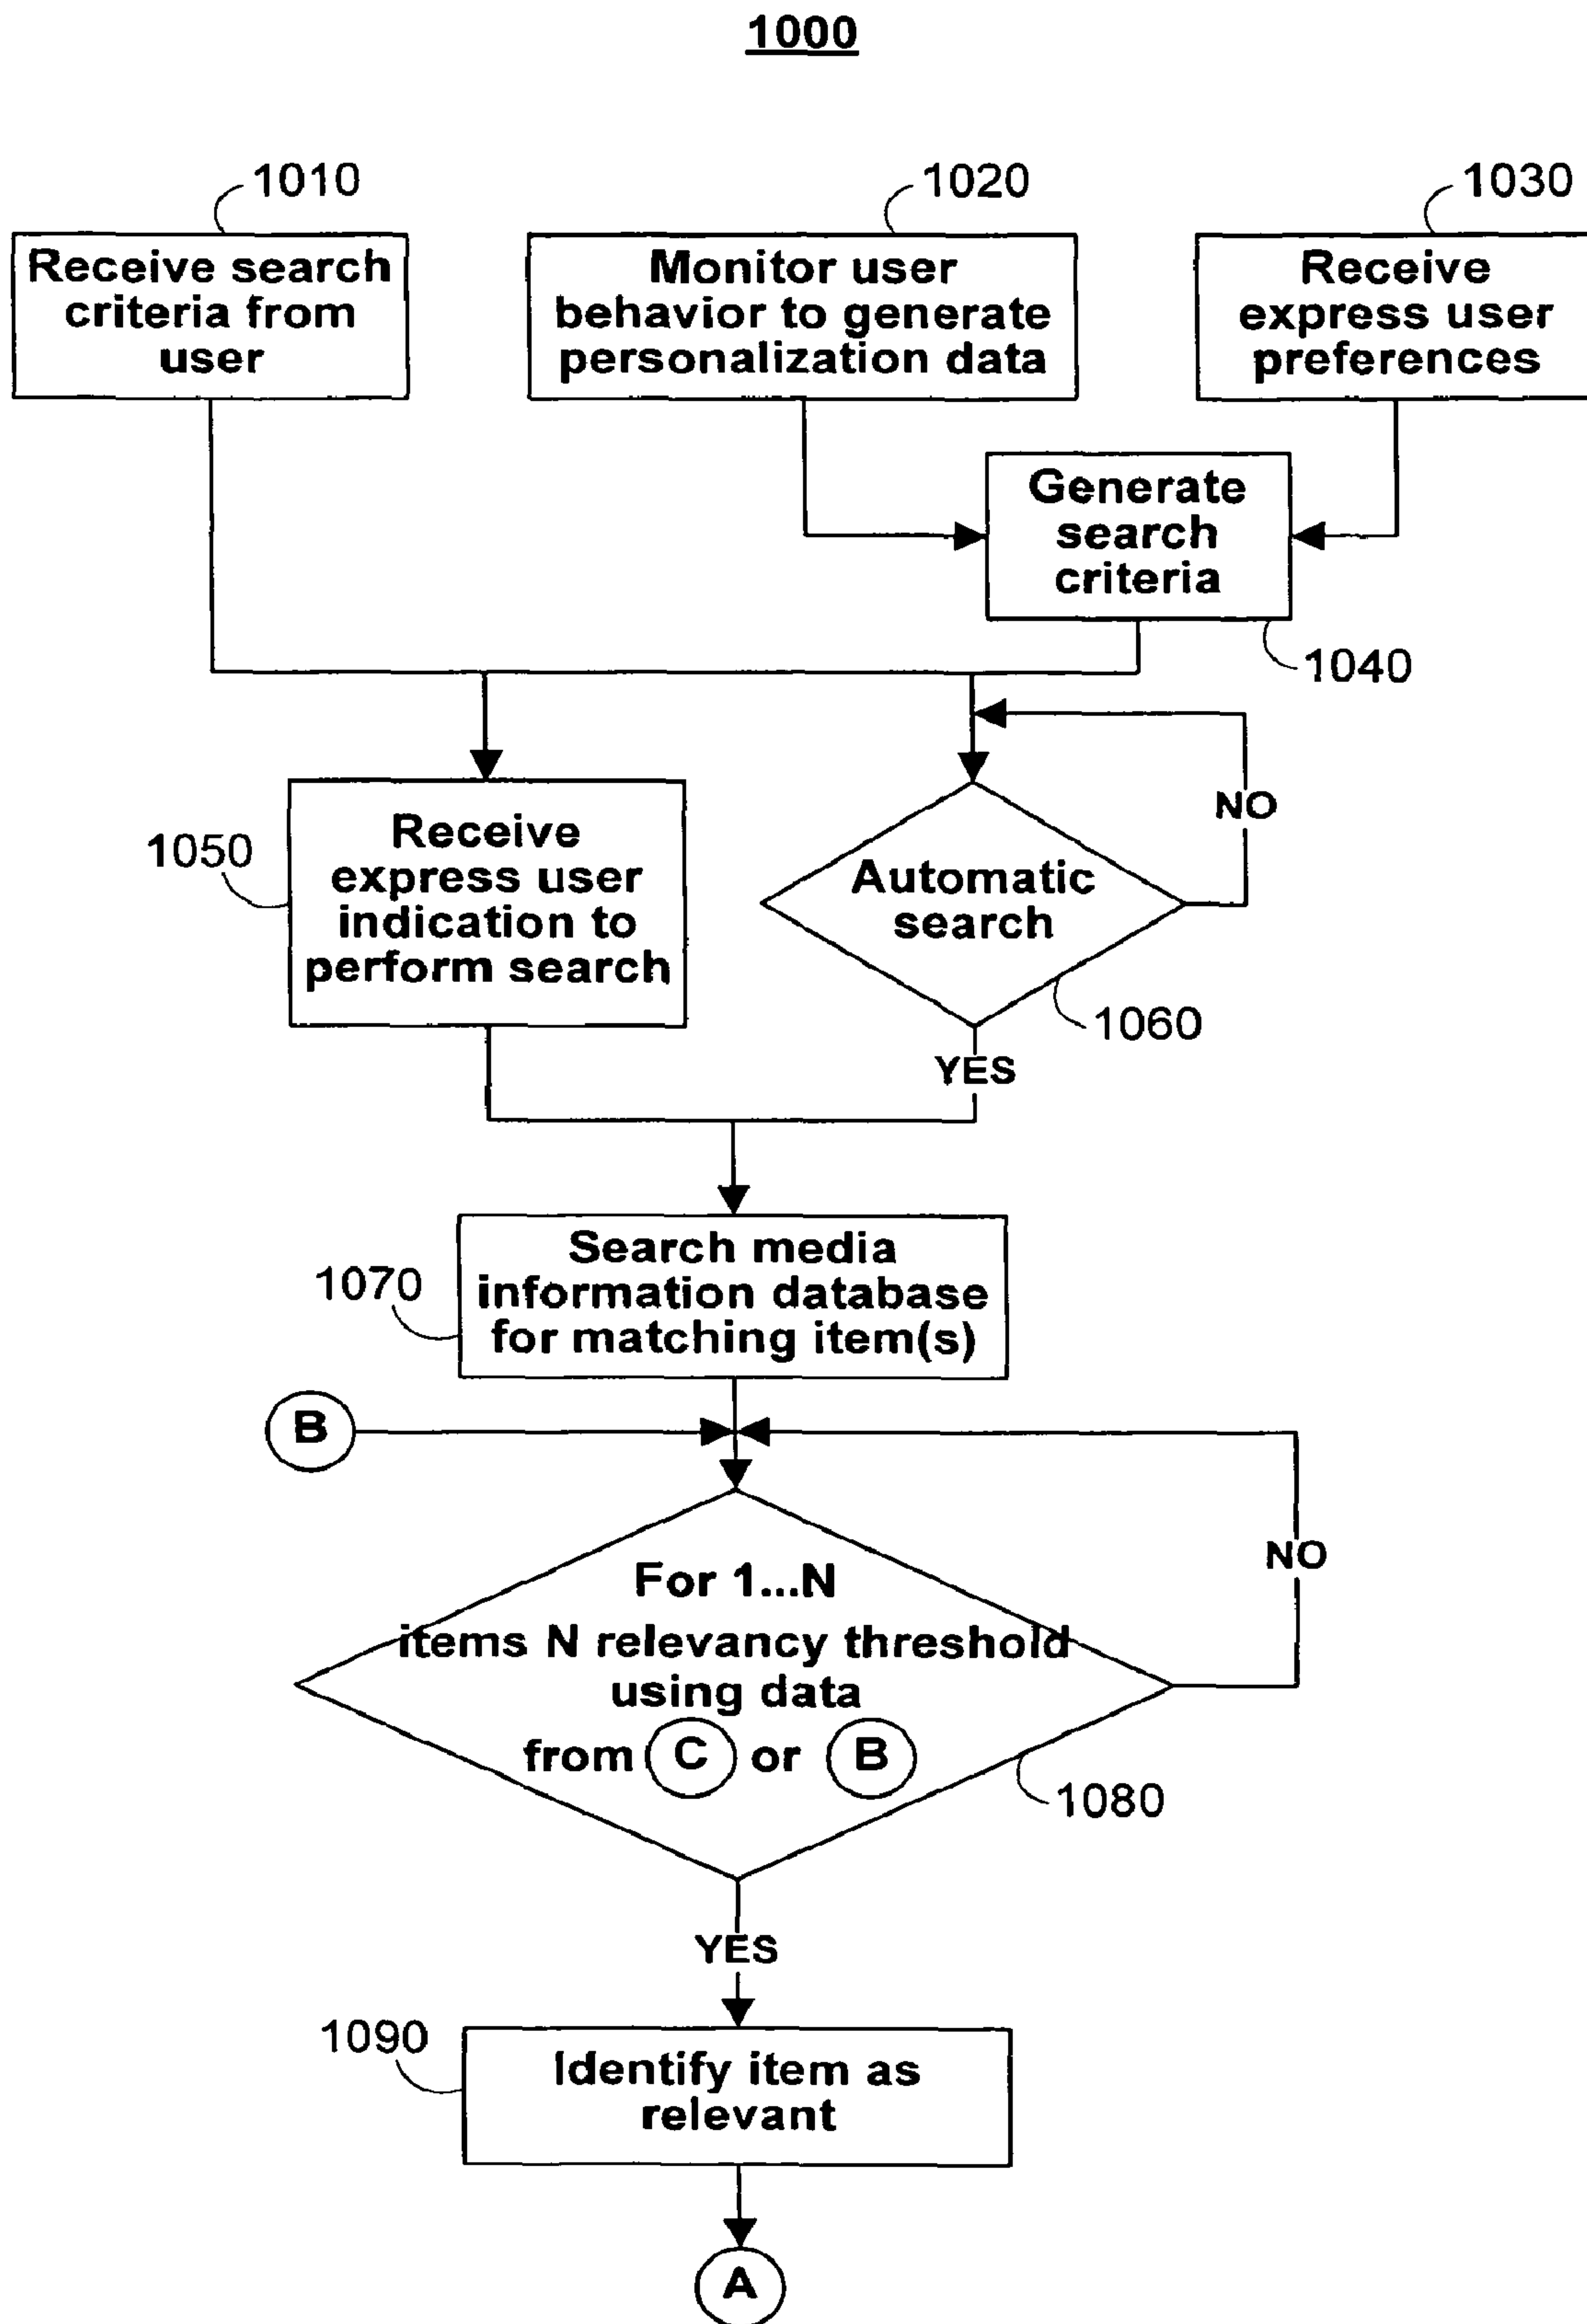 1000
1010
1020
1030
Receive search
criteria from
user
Monitor user
behavior to generate
personalization data
Receive
express user
preferences
Generate
search
criteria
1040
NO
1050
Receive
express user
indication to
perform search
Automatic
search
1060
YES
1070
Search media
information database
for matching item(s)
B
NO
For 1...N
items N relevancy threshold
using data
from C or B
1080
YES
1090
Identify item as
relevant
A